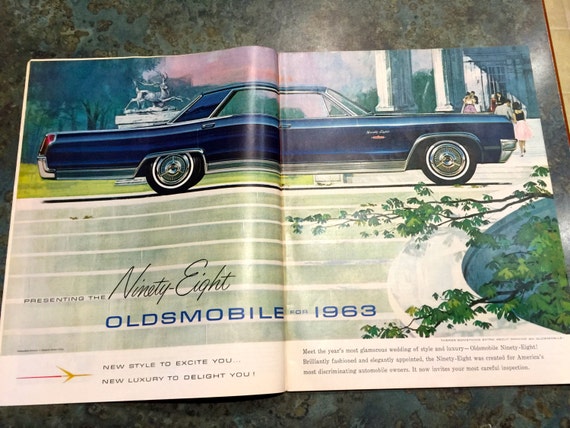 Ninety-Eight
PRESENTING THE Ninety-Eight
OLDSMOBILE FOR 1963
NEW STYLE TO EXCITE YOU...
NEW LUXURY TO DELIGHT YOU!
Meet the year's most glamorous wedding of style and luxury—Oldsmobile Ninety-Eight!
Brilliantly fashioned and elegantly appointed, the Ninety-Eight was created for America's
most discriminating automobile owners. It now invites your most careful inspection.